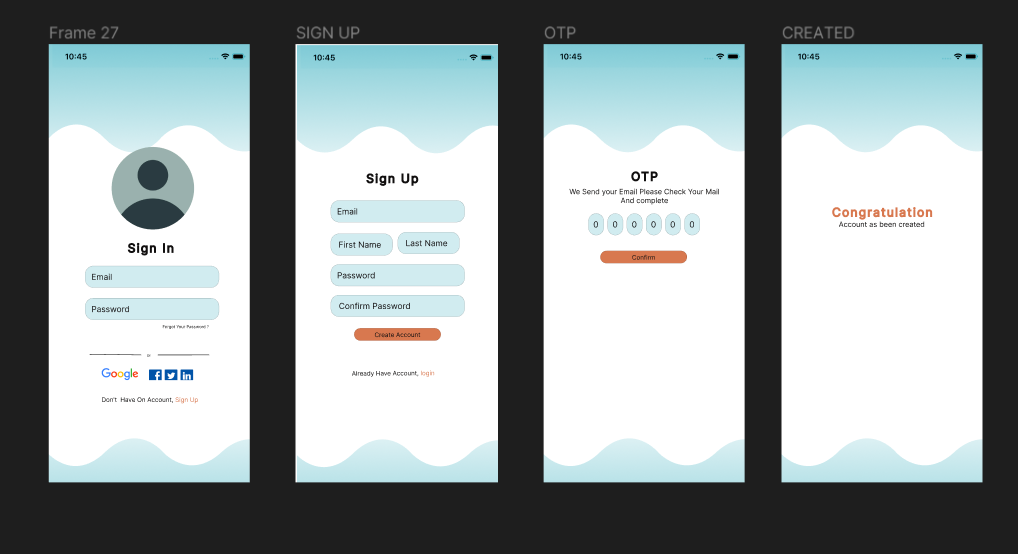 Frame 27
10:45
Sign In
Email
Password
Forgot Your Password ?
or
Google
f in
Don't Have On Account, Sign Up
SIGN UP
10:45
Sign Up
Email
First Name Last Name
Password
Confirm Password
Create Account
Already Have Account, login
OTP
10:45
OTP
We Send your Email Please Check Your Mail
And complete
0 0 0 0 0 0
Confirm
CREATED
10:45
Congratulation
Account as been created